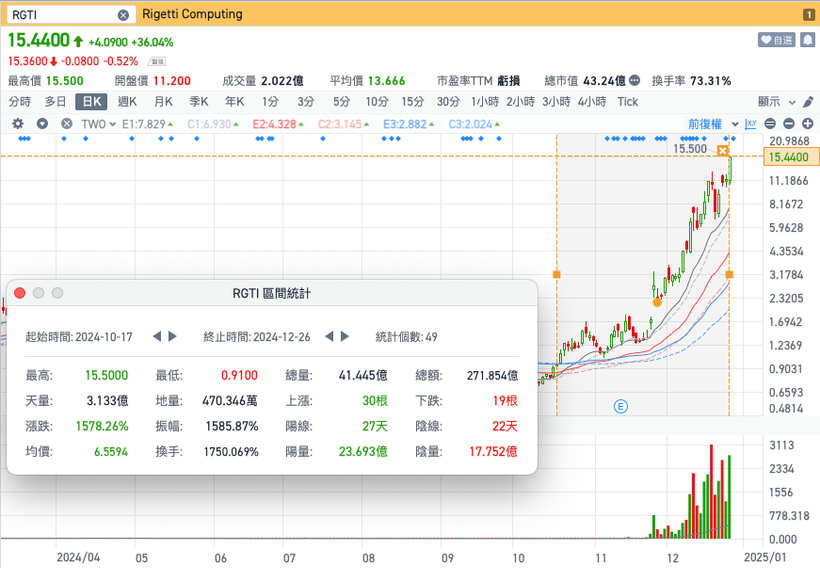 RGTI Rigetti Computing 1
15.4400 +4.0900 +36.04% 自選
15.3600 -0.0800 -0.52% 盤後
最高價 15.500 開盤價 11.200 成交量 2.022億 平均價 13.666 市盈率TTM 虧損 總市值 43.24億 換手率 73.31%
分時 多日 日K 週K 月K 季K 年K 1分 3分 5分 10分 15分 30分 1小時 2小時 3小時 4小時 Tick 顯示
TWO E1:7.829 C1:6.930 E2:4.328 C2:3.145 E3:2.882 C3:2.024 前復權 XY
15.500 20.9868
15.4400
11.1866
8.1672
5.9628
4.3534
3.1784
2.3205
1.6942
1.2369
0.9031
0.6593
0.4814
RGTI 區間統計
起始時間: 2024-10-17 終止時間: 2024-12-26 統計個數: 49
最高: 15.5000 最低: 0.9100 總量: 41.445億 總額: 271.854億
天量: 3.133億 地量: 470.346萬 上漲: 30根 下跌: 19根
漲跌: 1578.26% 振幅: 1585.87% 陽線: 27天 陰線: 22天
均價: 6.5594 換手: 1750.069% 陽量: 23.693億 陰量: 17.752億
E
3113
2334
1556
778.318
0.000
2024/04 05 06 07 08 09 10 11 12 2025/01